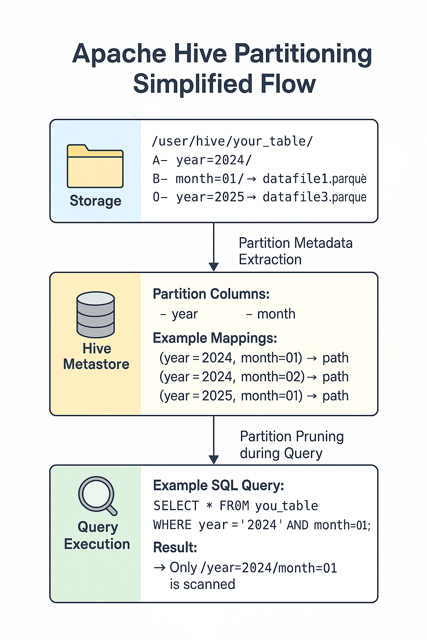 Apache Hive Partitioning
Simplified Flow
Storage
/user/hive/your_table/
A– year=2024/
B– month=01/→ datafile1.parquè
O– year=2025→ datafile3.parque
Partition Metadata
Extraction
Hive
Metastore
Partition Columns:
– year – month
Example Mappings:
(year = 2024, month=01) → path
(year = 2024, month=02) → path
(year = 2025, month=01) → path
Partition Pruning
during Query
Query
Execution
Example SQL Query:
SELECT * FR0M you_table
WHERE year = '2024' AND month=01;
Result:
→ Only /year=2024/month=01
is scanned